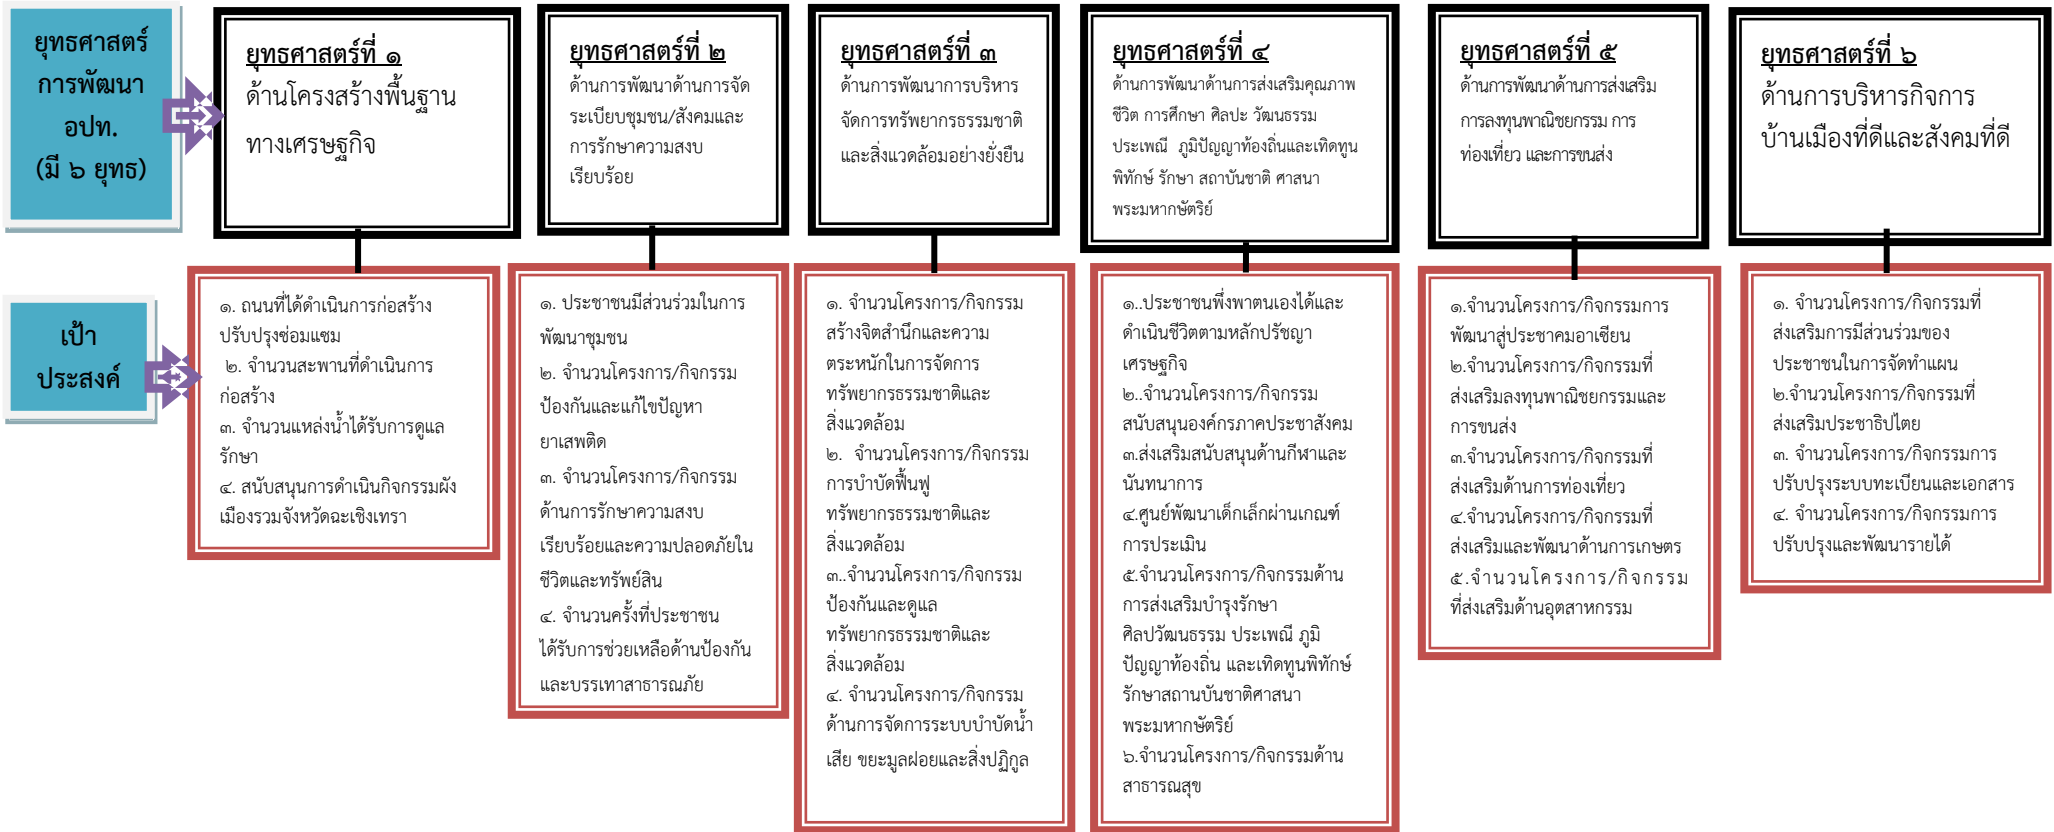 ยุทธศาสตร์
การพัฒนา
อปท.
(มี ๖ ยุทธ)
ยุทธศาสตร์ที่ ๑
ด้านโครงสร้างพื้นฐาน
ทางเศรษฐกิจ
ยุทธศาสตร์ที่ ๒
ด้านการพัฒนาด้านการจัด
ระเบียบชุมชน/สังคมและ
การรักษาความสงบ
เรียบร้อย
ยุทธศาสตร์ที่ ๓
ด้านการพัฒนาการบริหาร
จัดการทรัพยากรธรรมชาติ
และสิ่งแวดล้อมอย่างยั่งยืน
ยุทธศาสตร์ที่ ๔
ด้านการพัฒนาด้านการส่งเสริมคุณภาพ
ชีวิต การศึกษา ศิลปะ วัฒนธรรม
ประเพณี ภูมิปัญญาท้องถิ่นและเทิดทูน
พิทักษ์ รักษา สถาบันชาติ ศาสนา
พระมหากษัตริย์
ยุทธศาสตร์ที่ ๕
ด้านการพัฒนาด้านการส่งเสริม
การลงทุนพาณิชยกรรม การ
ท่องเที่ยว และการขนส่ง
ยุทธศาสตร์ที่ ๖
ด้านการบริหารกิจการ
บ้านเมืองที่ดีและสังคมที่ดี
เป้า
ประสงค์
๑. ถนนที่ได้ดำเนินการก่อสร้าง
ปรับปรุงซ่อมแซม
๒. จำนวนสะพานที่ดำเนินการ
ก่อสร้าง
๓. จำนวนแหล่งน้ำได้รับการดูแล
รักษา
๔. สนับสนุนการดำเนินกิจกรรมผัง
เมืองรวมจังหวัดฉะเชิงเทรา
๑. ประชาชนมีส่วนร่วมในการ
พัฒนาชุมชน
๒. จำนวนโครงการ/กิจกรรม
ป้องกันและแก้ไขปัญหา
ยาเสพติด
๓. จำนวนโครงการ/กิจกรรม
ด้านการรักษาความสงบ
เรียบร้อยและความปลอดภัยใน
ชีวิตและทรัพย์สิน
๔. จำนวนครั้งที่ประชาชน
ได้รับการช่วยเหลือด้านป้องกัน
และบรรเทาสาธารณภัย
๑. จำนวนโครงการ/กิจกรรม
สร้างจิตสำนึกและความ
ตระหนักในการจัดการ
ทรัพยากรธรรมชาติและ
สิ่งแวดล้อม
๒. จำนวนโครงการ/กิจกรรม
การบำบัดฟื้นฟู
ทรัพยากรธรรมชาติและ
สิ่งแวดล้อม
๓..จำนวนโครงการ/กิจกรรม
ป้องกันและดูแล
ทรัพยากรธรรมชาติและ
สิ่งแวดล้อม
๔. จำนวนโครงการ/กิจกรรม
ด้านการจัดการระบบบำบัดน้ำ
เสีย ขยะมูลฝอยและสิ่งปฏิกูล
๑..ประชาชนพึ่งพาตนเองได้และ
ดำเนินชีวิตตามหลักปรัชญา
เศรษฐกิจ
๒..จำนวนโครงการ/กิจกรรม
สนับสนุนองค์กรภาคประชาสังคม
๓.ส่งเสริมสนับสนุนด้านกีฬาและ
นันทนาการ
๔.ศูนย์พัฒนาเด็กเล็กผ่านเกณฑ์
การประเมิน
๕.จำนวนโครงการ/กิจกรรมด้าน
การส่งเสริมบำรุงรักษา
ศิลปวัฒนธรรม ประเพณี ภูมิ
ปัญญาท้องถิ่น และเทิดทูนพิทักษ์
รักษาสถานบันชาติศาสนา
พระมหากษัตริย์
๖.จำนวนโครงการ/กิจกรรมด้าน
สาธารณสุข
๑.จำนวนโครงการ/กิจกรรมการ
พัฒนาสู่ประชาคมอาเซียน
๒.จำนวนโครงการ/กิจกรรมที่
ส่งเสริมลงทุนพาณิชยกรรมและ
การขนส่ง
๓.จำนวนโครงการ/กิจกรรมที่
ส่งเสริมด้านการท่องเที่ยว
๔.จำนวนโครงการ/กิจกรรมที่
ส่งเสริมและพัฒนาด้านการเกษตร
๕.จำนวนโครงการ/กิจกรรม
ที่ส่งเสริมด้านอุตสาหกรรม
๑. จำนวนโครงการ/กิจกรรมที่
ส่งเสริมการมีส่วนร่วมของ
ประชาชนในการจัดทำแผน
๒.จำนวนโครงการ/กิจกรรมที่
ส่งเสริมประชาธิปไตย
๓. จำนวนโครงการ/กิจกรรมการ
ปรับปรุงระบบทะเบียนและเอกสาร
๔. จำนวนโครงการ/กิจกรรมการ
ปรับปรุงและพัฒนารายได้